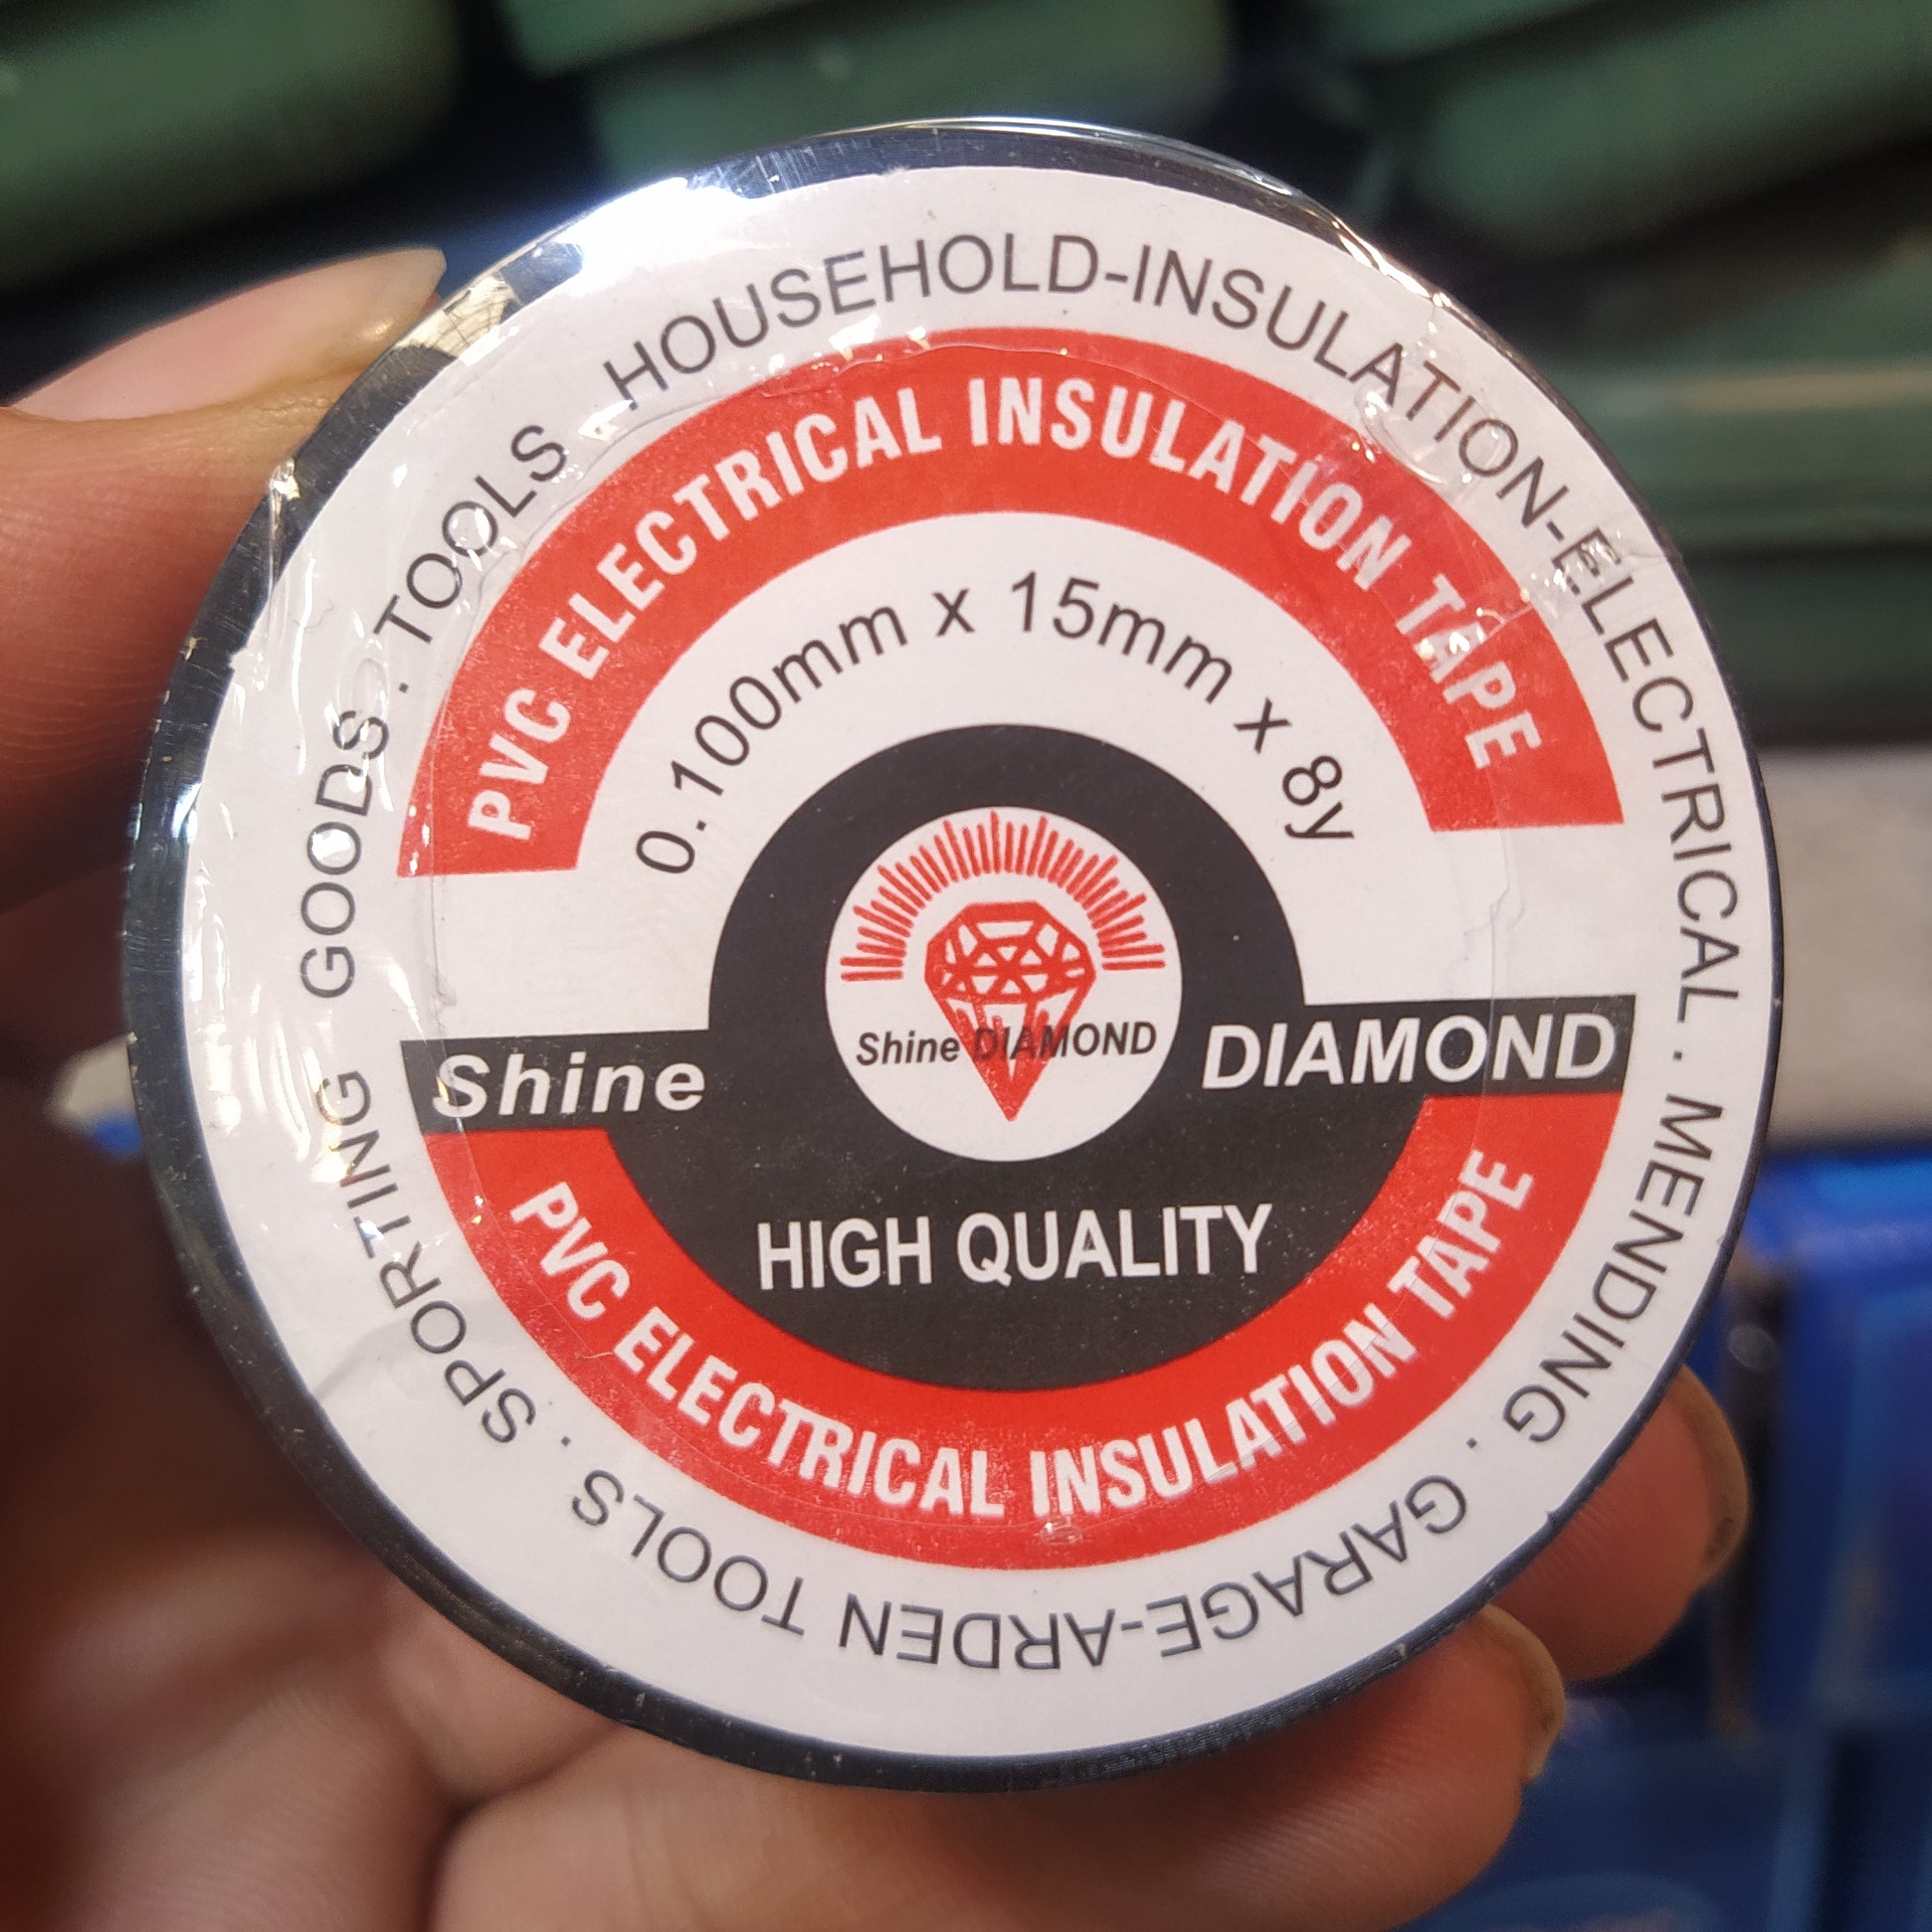 HOUSEHOLD-INSULATION-ELECTRICAL . MENDING . GARAGE-ARDEN TOOLS . SPORTING GOODS . TOOLS
PVC ELECTRICAL INSULATION TAPE
0.100mm x 15mm x 8y
Shine DIAMOND
Shine DIAMOND
HIGH QUALITY
PVC ELECTRICAL INSULATION TAPE